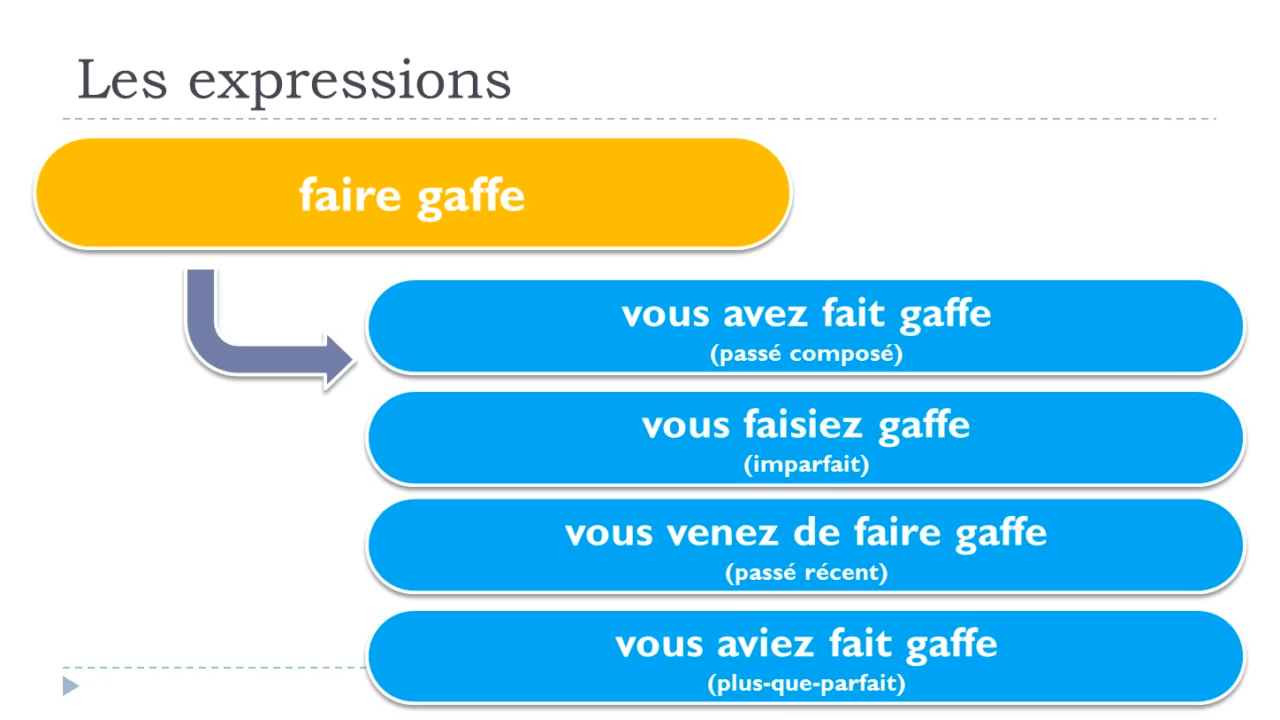 Les expressions
faire gaffe
vous avez fait gaffe
(passé composé)
vous faisiez gaffe
(imparfait)
vous venez de faire gaffe
(passé récent)
vous aviez fait gaffe
(plus-que-parfait)